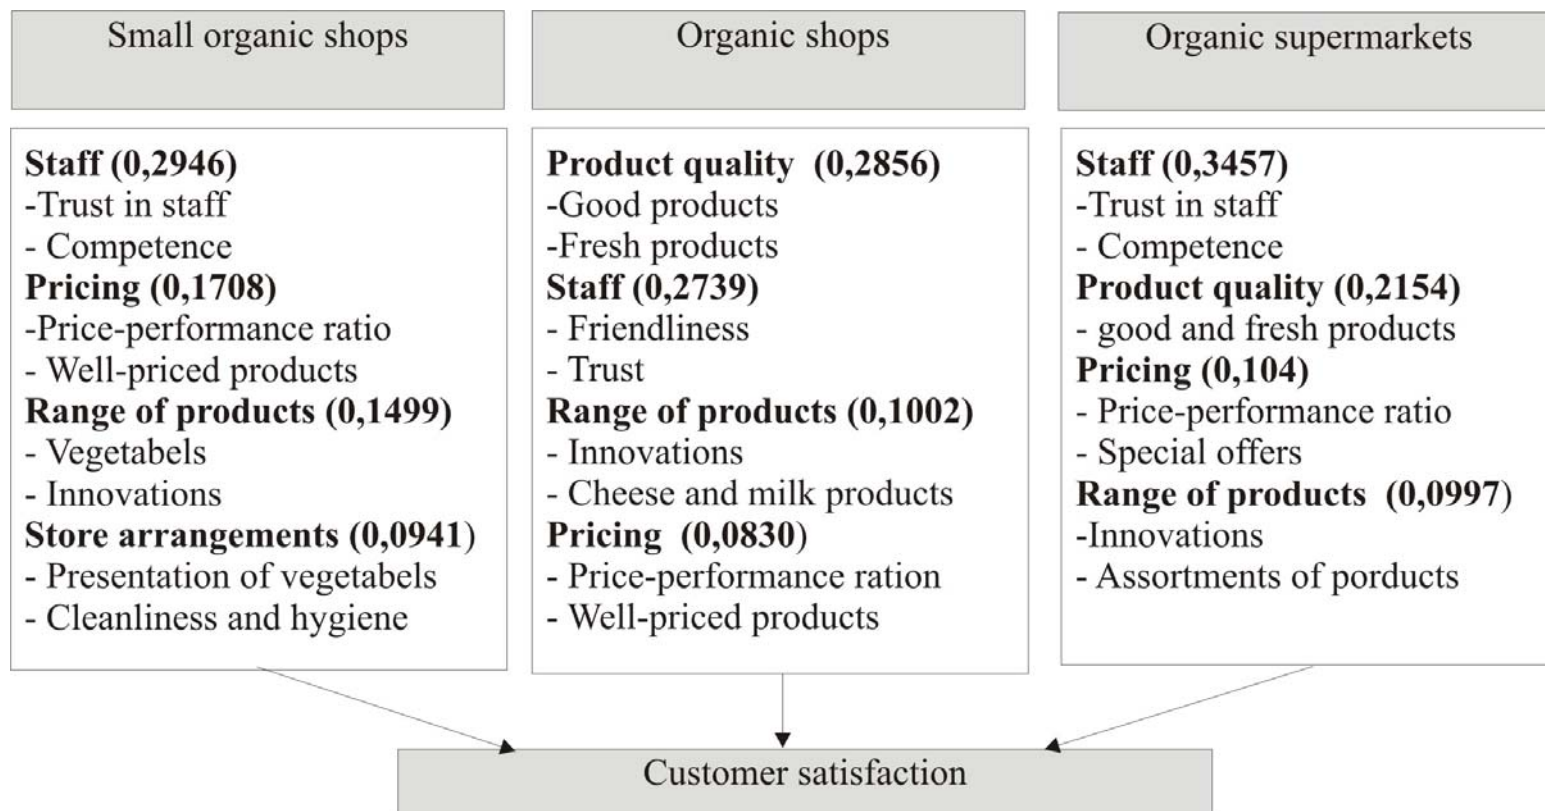 Small organic shops
Organic shops
Organic supermarkets
Staff (0,2946)
-Trust in staff
- Competence
Pricing (0,1708)
-Price-performance ratio
- Well-priced products
Range of products (0,1499)
- Vegetabels
- Innovations
Store arrangements (0,0941)
- Presentation of vegetabels
- Cleanliness and hygiene
Product quality (0,2856)
-Good products
-Fresh products
Staff (0,2739)
- Friendliness
- Trust
Range of products (0,1002)
- Innovations
- Cheese and milk products
Pricing (0,0830)
- Price-performance ration
- Well-priced products
Staff (0,3457)
-Trust in staff
- Competence
Product quality (0,2154)
- good and fresh products
Pricing (0,104)
- Price-performance ratio
- Special offers
Range of products (0,0997)
-Innovations
- Assortments of porducts
Customer satisfaction